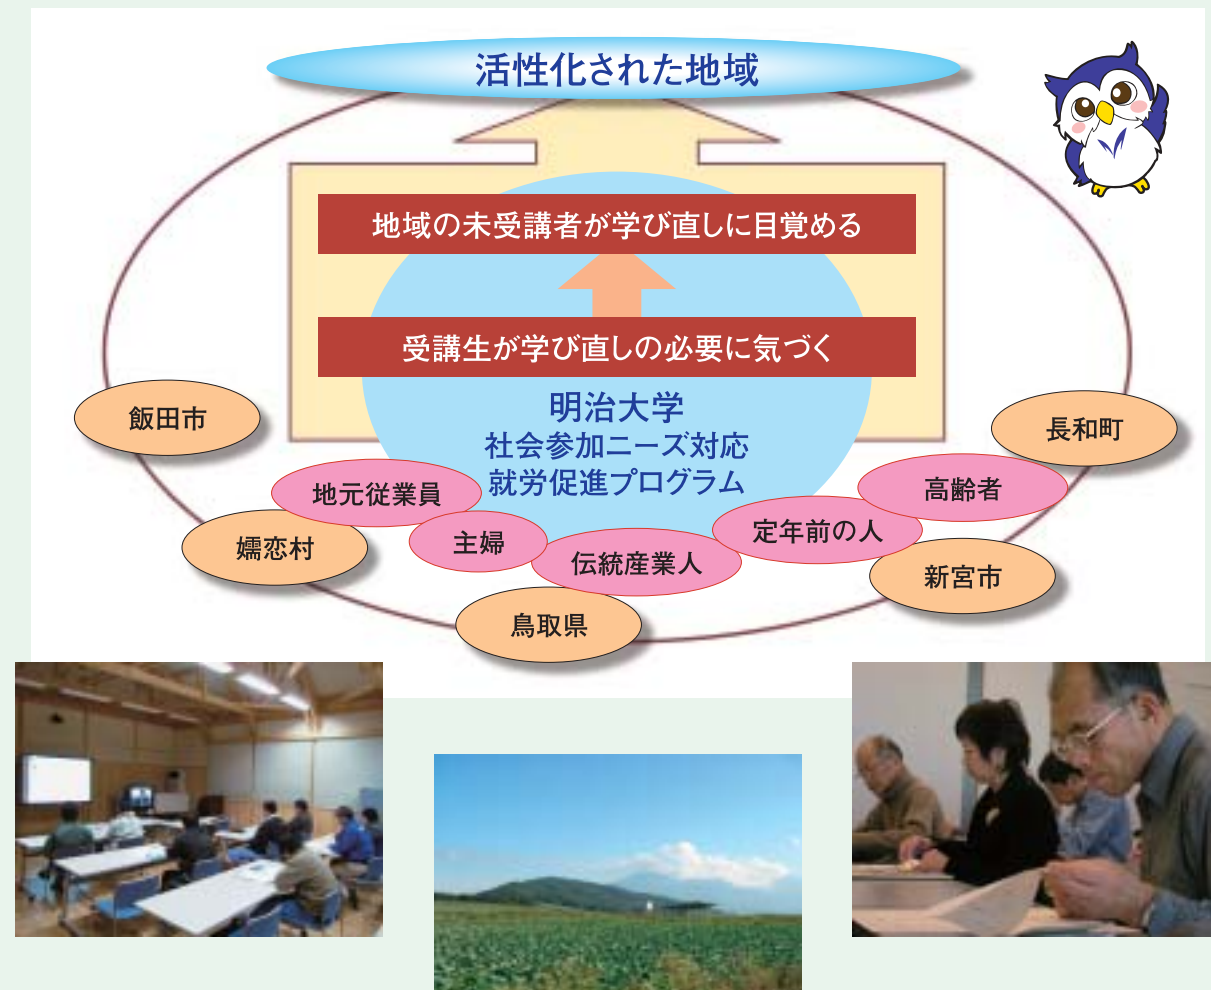 活性化された地域
地域の未受講者が学び直しに目覚める
受講生が学び直しの必要に気づく
明治大学
社会参加ニーズ対応
就労促進プログラム
飯田市
長和町
地元従業員
高齢者
嬬恋村
主婦
定年前の人
伝統産業人
新宮市
鳥取県